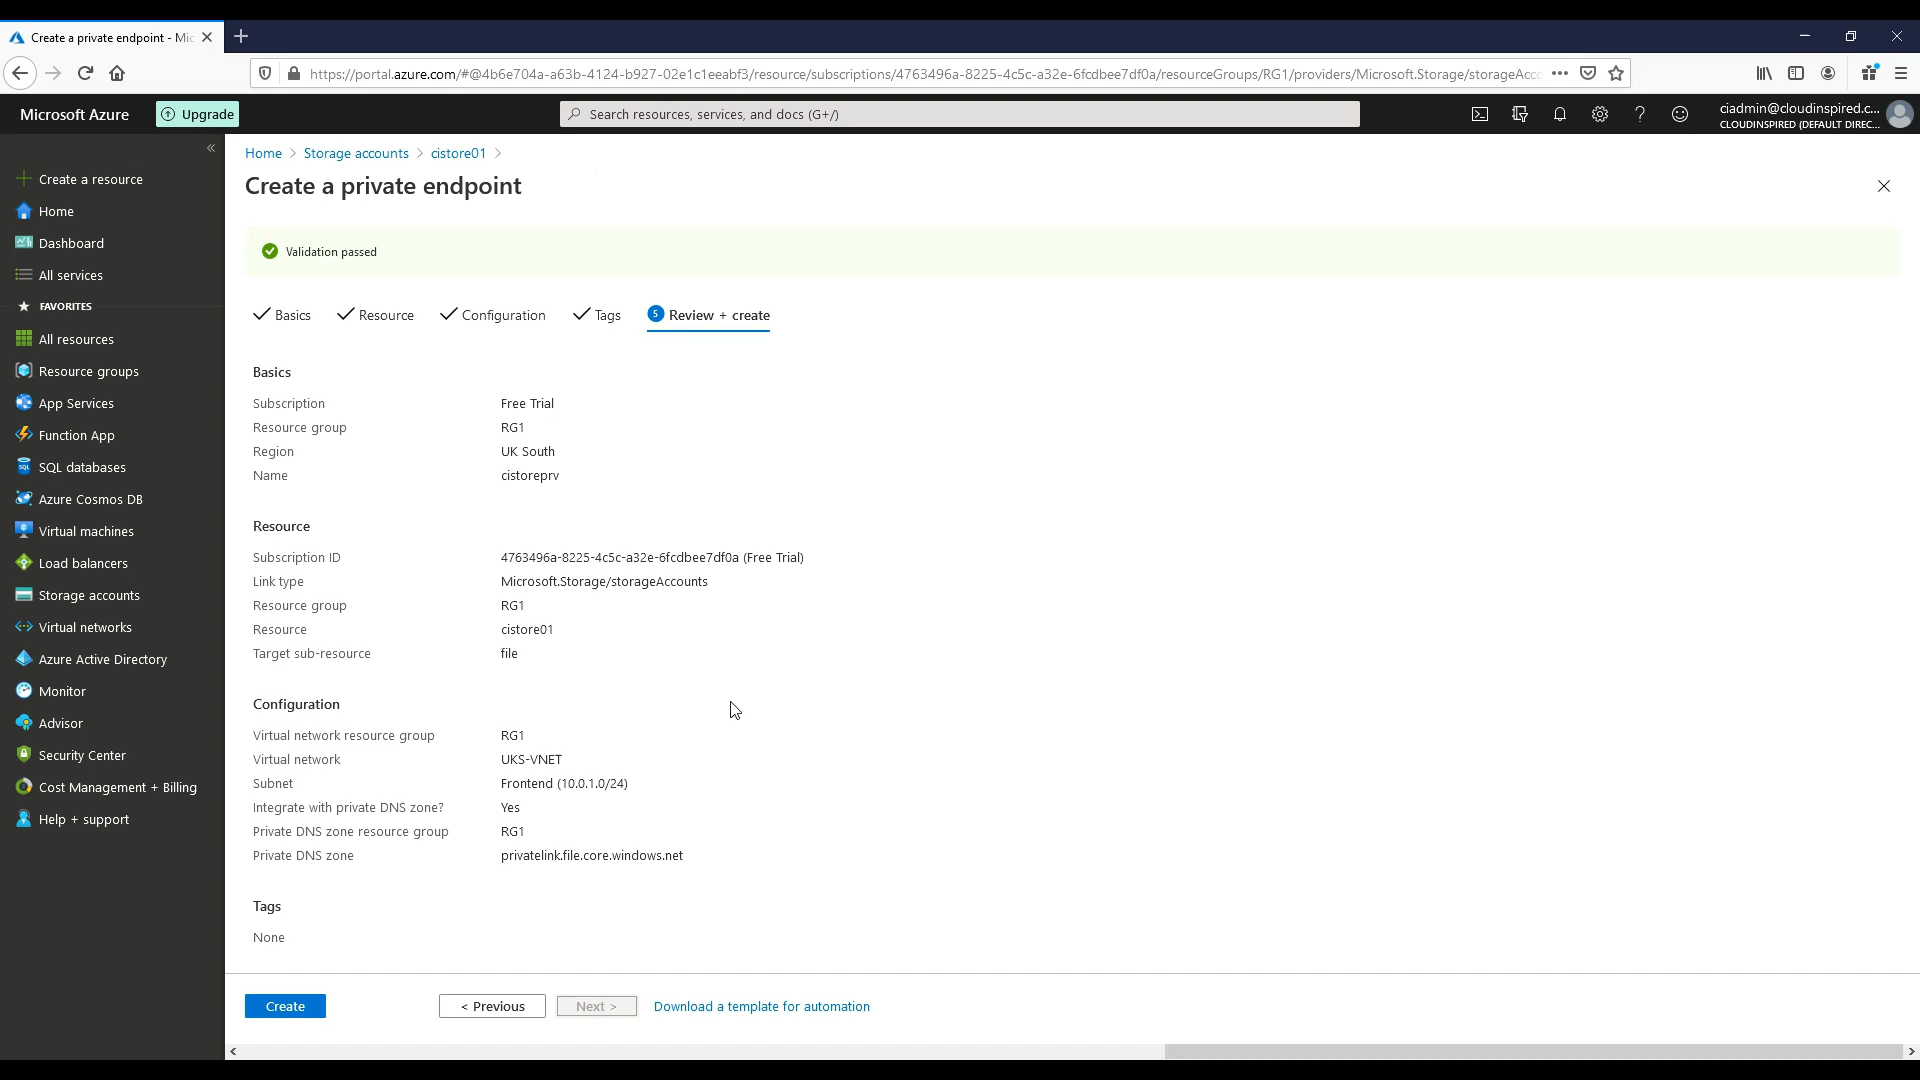 Create a private endpoint - Mic
https://portal.azure.com/#@4b6e704a-a63b-4124-b927-02e1c1eeabf3/resource/subscriptions/4763496a-8225-4c5c-a32e-6fcdbee7df0a/resourceGroups/RG1/providers/Microsoft.Storage/storageAcco
Microsoft Azure
Upgrade
Search resources, services, and docs (G+/)
ciadmin@cloudinspired.c...
CLOUDINSPIRED (DEFAULT DIREC...
Create a resource
Home
Dashboard
All services
FAVORITES
All resources
Resource groups
App Services
Function App
SQL databases
Azure Cosmos DB
Virtual machines
Load balancers
Storage accounts
Virtual networks
Azure Active Directory
Monitor
Advisor
Security Center
Cost Management + Billing
Help + support
Home > Storage accounts > cistore01 >
Create a private endpoint
Validation passed
Basics Resource Configuration Tags 5 Review + create
Basics
Subscription Free Trial
Resource group RG1
Region UK South
Name cistoreprv
Resource
Subscription ID 4763496a-8225-4c5c-a32e-6fcdbee7df0a (Free Trial)
Link type Microsoft.Storage/storageAccounts
Resource group RG1
Resource cistore01
Target sub-resource file
Configuration
Virtual network resource group RG1
Virtual network UKS-VNET
Subnet Frontend (10.0.1.0/24)
Integrate with private DNS zone? Yes
Private DNS zone resource group RG1
Private DNS zone privatelink.file.core.windows.net
Tags
None
Create < Previous Next > Download a template for automation